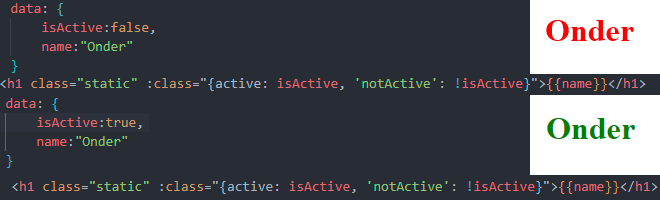 data: {
isActive:false,
name:"Onder"
}
Onder
<h1 class="static" :class="{active: isActive, 'notActive': !isActive}">{{name}}</h1>
data: {
isActive:true,
name:"Onder"
}
Onder
<h1 class="static" :class="{active: isActive, 'notActive': !isActive}">{{name}}</h1>